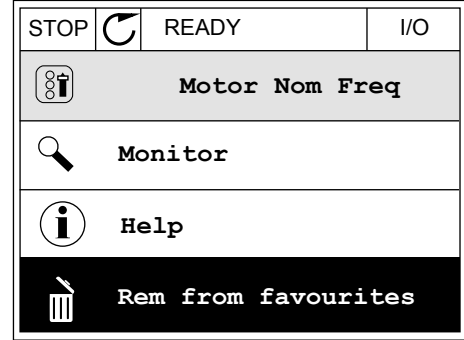 STOP READY I/O
Motor Nom Freq
Monitor
Help
Rem from favourites